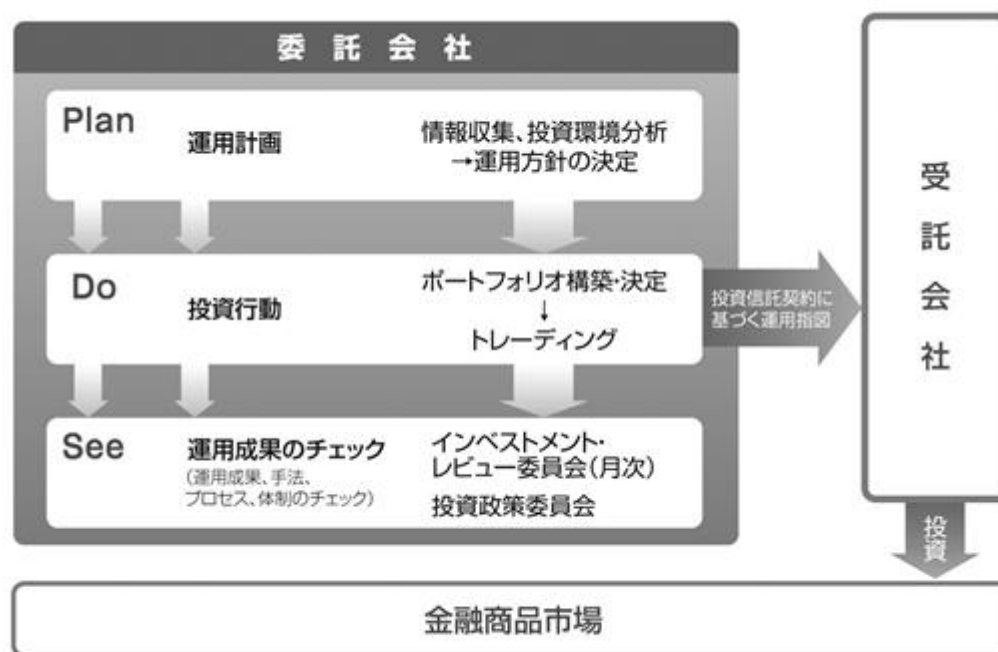 委託会社
Plan
運用計画
情報収集、投資環境分析
→運用方針の決定
Do
投資行動
ポートフォリオ構築・決定
↓
トレーディング
投資信託契約に
基づく運用指図
See
運用成果のチェック
(運用成果、手法、
プロセス、体制のチェック)
インベストメント・
レビュー委員会(月次)
投資政策委員会
受託会社
投資
金融商品市場